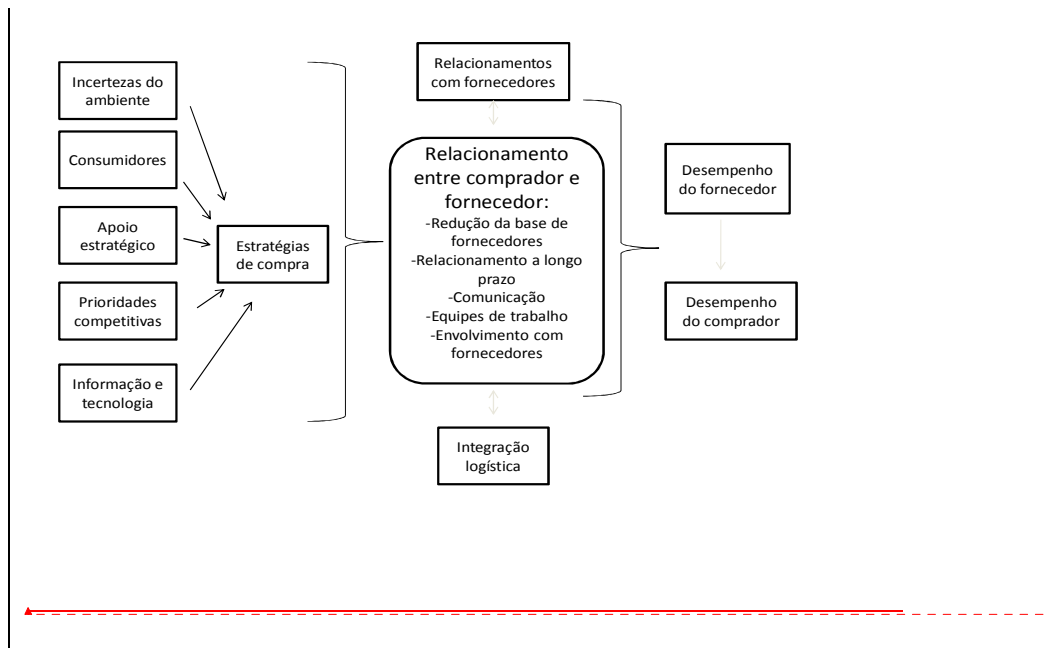 Incertezas do
ambiente
Consumidores
Apoio
estratégico
Prioridades
competitivas
Informação e
tecnologia
Estratégias
de compra
Relacionamentos
com fornecedores
Relacionamento
entre comprador e
fornecedor:
-Redução da base de
fornecedores
-Relacionamento a longo
prazo
-Comunicação
-Equipes de trabalho
-Envolvimento com
fornecedores
Integração
logística
Desempenho
do fornecedor
Desempenho
do comprador